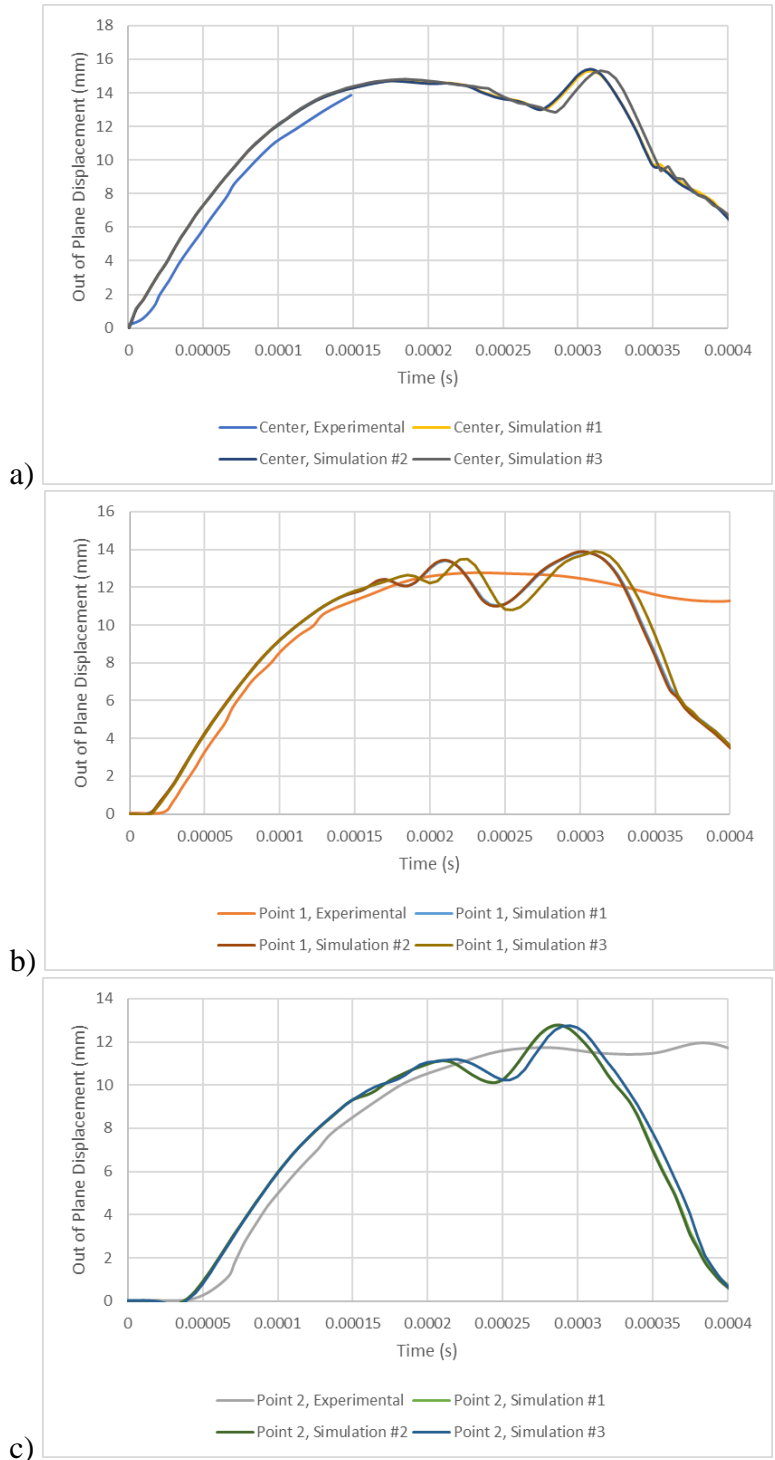 Out of Plane Displacement (mm)
18
16
14
12
10
8
6
4
2
0
0 0.00005 0.0001 0.00015 0.0002 0.00025 0.0003 0.00035 0.0004
Time (s)
Center, Experimental Center, Simulation #1
Center, Simulation #2 Center, Simulation #3
a)
Out of Plane Displacement (mm)
16
14
12
10
8
6
4
2
0
0 0.00005 0.0001 0.00015 0.0002 0.00025 0.0003 0.00035 0.0004
Time (s)
Point 1, Experimental Point 1, Simulation #1
Point 1, Simulation #2 Point 1, Simulation #3
b)
Out of Plane Displacement (mm)
14
12
10
8
6
4
2
0
0 0.00005 0.0001 0.00015 0.0002 0.00025 0.0003 0.00035 0.0004
Time (s)
Point 2, Experimental Point 2, Simulation #1
Point 2, Simulation #2 Point 2, Simulation #3
c)